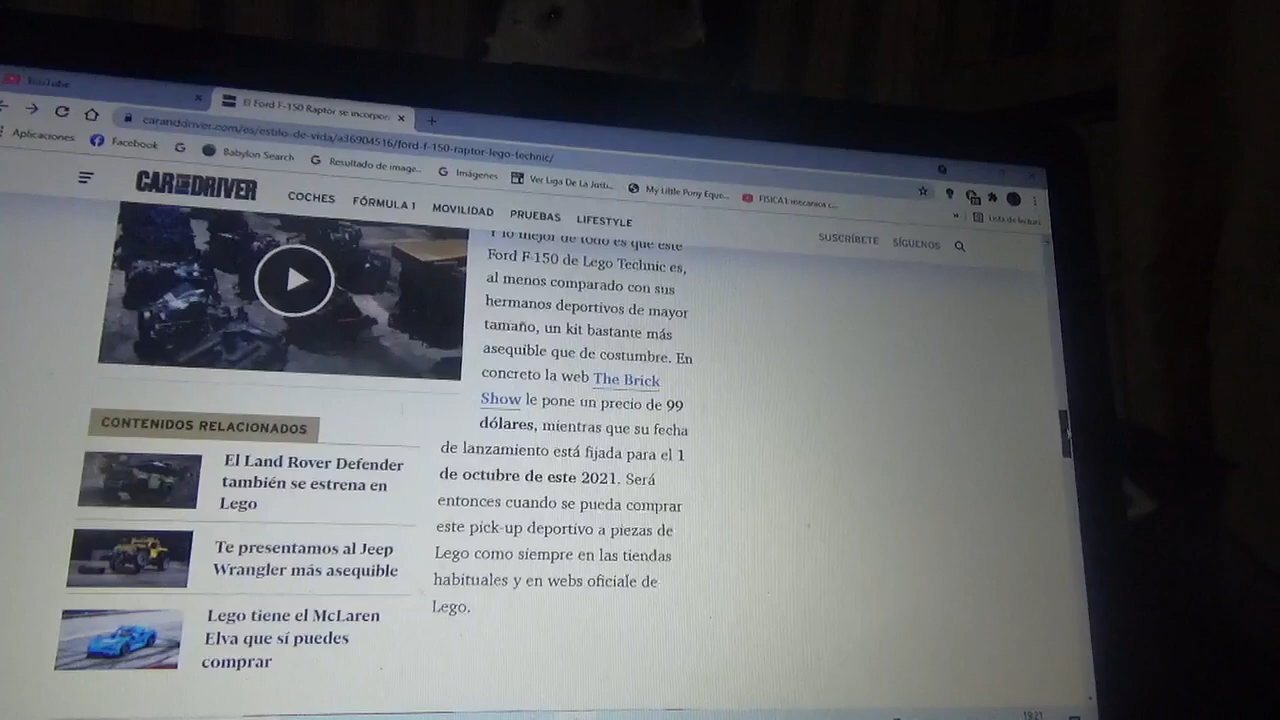 YouTube
El Ford F-150 Raptor se incorpon
caranddriver.com/es/estilo-de-vida/a36904516/ford-f-150-raptor-lego-technic/
Aplicaciones Facebook Babylon Search Resultado de image... Imágenes Ver Liga De La Justi... My Little Pony Eque... FISICA1 mecanica c...
» Lista de lectura
CAR AND DRIVER COCHES FÓRMULA 1 MOVILIDAD PRUEBAS LIFESTYLE SUSCRÍBETE SÍGUENOS
Y lo mejor de todo es que este
Ford F-150 de Lego Technic es,
al menos comparado con sus
hermanos deportivos de mayor
tamaño, un kit bastante más
asequible que de costumbre. En
concreto la web The Brick
Show le pone un precio de 99
dólares, mientras que su fecha
de lanzamiento está fijada para el 1
de octubre de este 2021. Será
entonces cuando se pueda comprar
este pick-up deportivo a piezas de
Lego como siempre en las tiendas
habituales y en webs oficiale de
Lego.
CONTENIDOS RELACIONADOS
El Land Rover Defender
también se estrena en
Lego
Te presentamos al Jeep
Wrangler más asequible
Lego tiene el McLaren
Elva que sí puedes
comprar
19:21